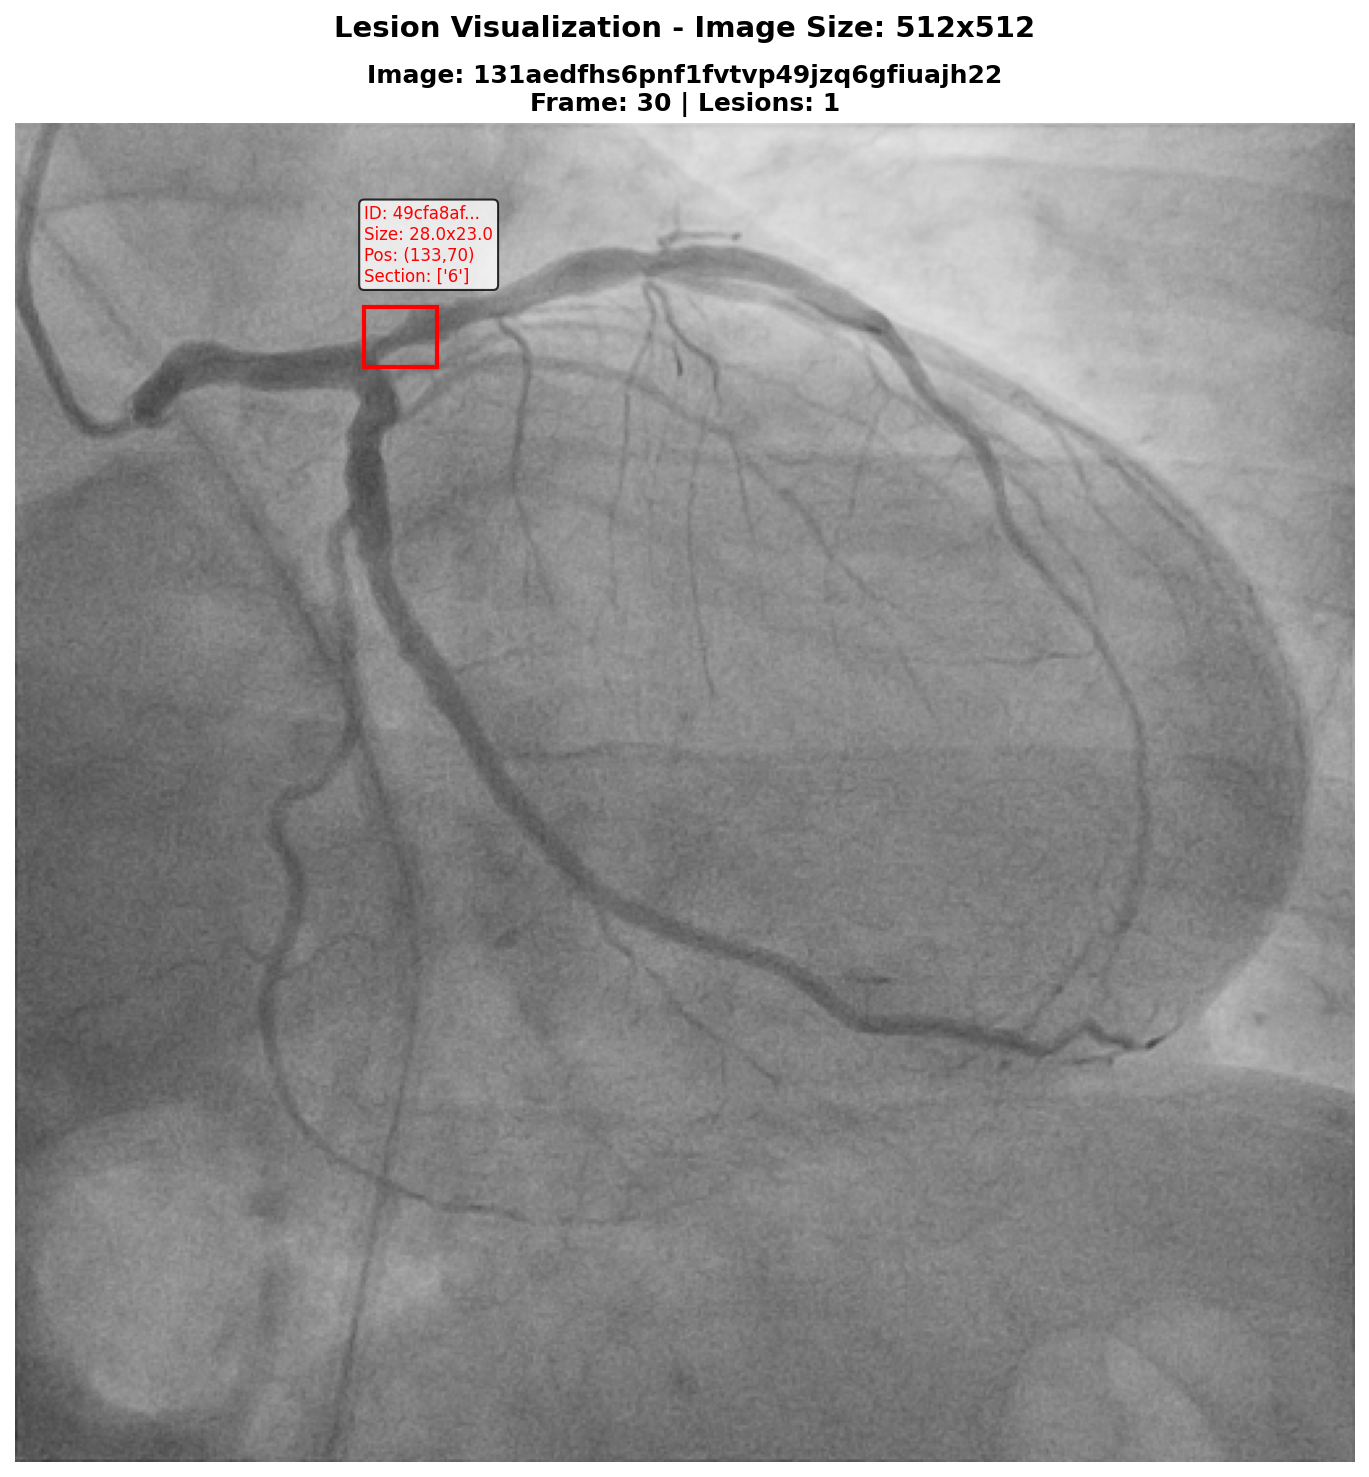 Lesion Visualization - Image Size: 512x512
Image: 131aedfhs6pnf1fvtvp49jzq6gfiuajh22
Frame: 30 | Lesions: 1
ID: 49cfa8af...
Size: 28.0x23.0
Pos: (133,70)
Section: ['6']